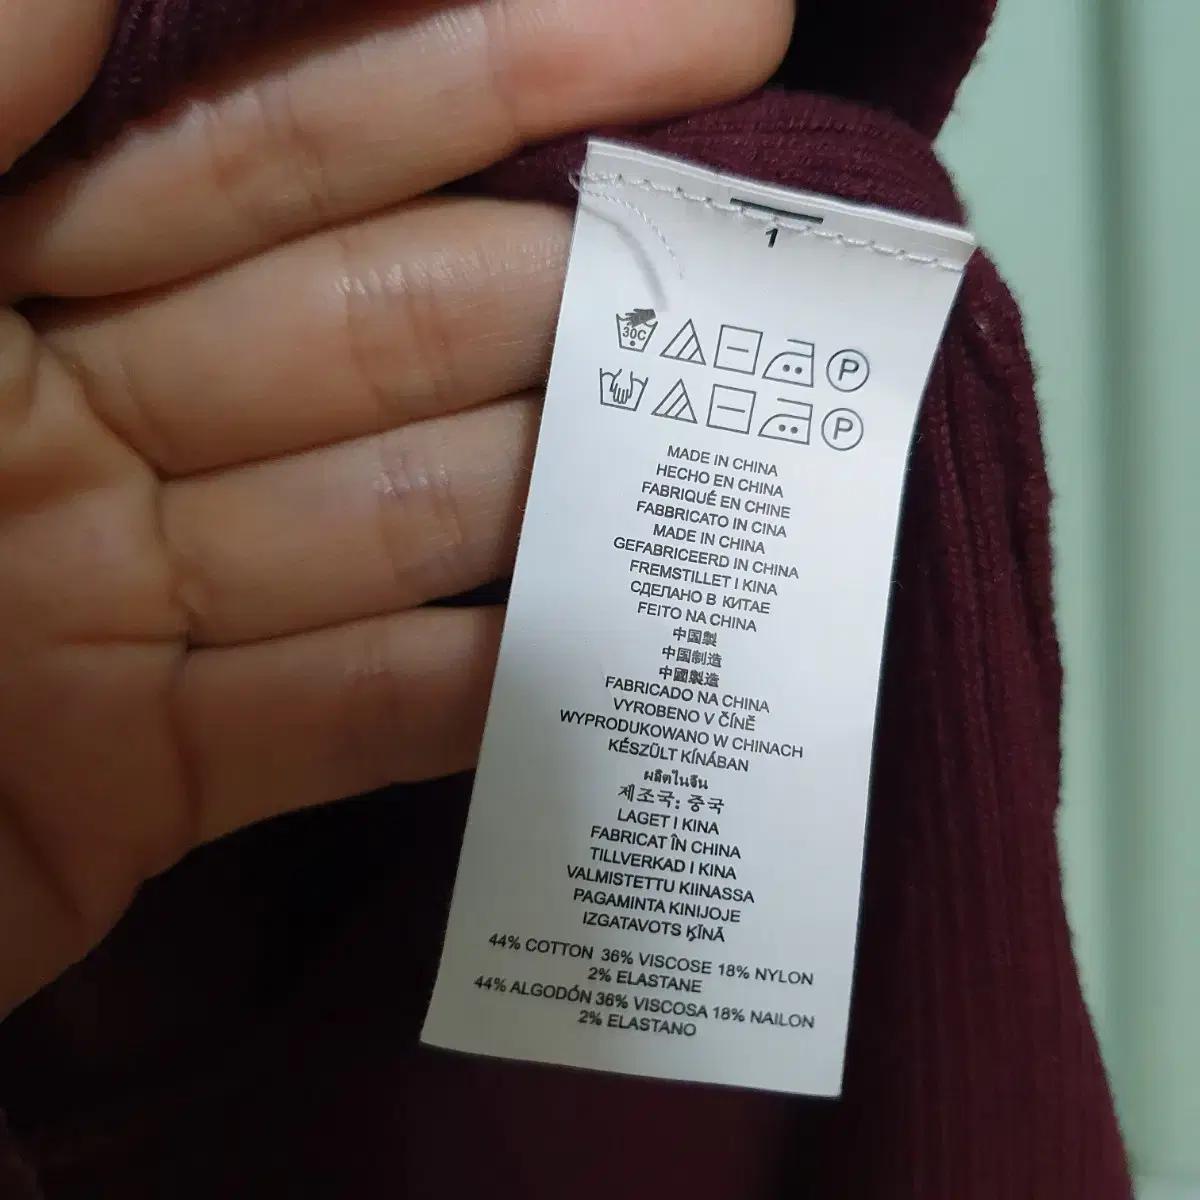 1
30C
P
P
MADE IN CHINA
HECHO EN CHINA
FABRIQUÉ EN CHINE
FABBRICATO IN CINA
MADE IN CHINA
GEFABRICEERD IN CHINA
FREMSTILLET I KINA
СДЕЛАНО В КИТАЕ
FEITO NA CHINA
中国製
中国制造
中國製造
FABRICADO NA CHINA
VYROBENO V ČÍNĚ
WYPRODUKOWANO W CHINACH
KÉSZÜLT KÍNÁBAN
ผลิตในจีน
제조국: 중국
LAGET I KINA
FABRICAT ÎN CHINA
TILLVERKAD I KINA
VALMISTETTU KIINASSA
PAGAMINTA KINIJOJE
IZGATAVOTS ĶĪNĀ
44% COTTON 36% VISCOSE 18% NYLON
2% ELASTANE
44% ALGODÓN 36% VISCOSA 18% NAILON
2% ELASTANO